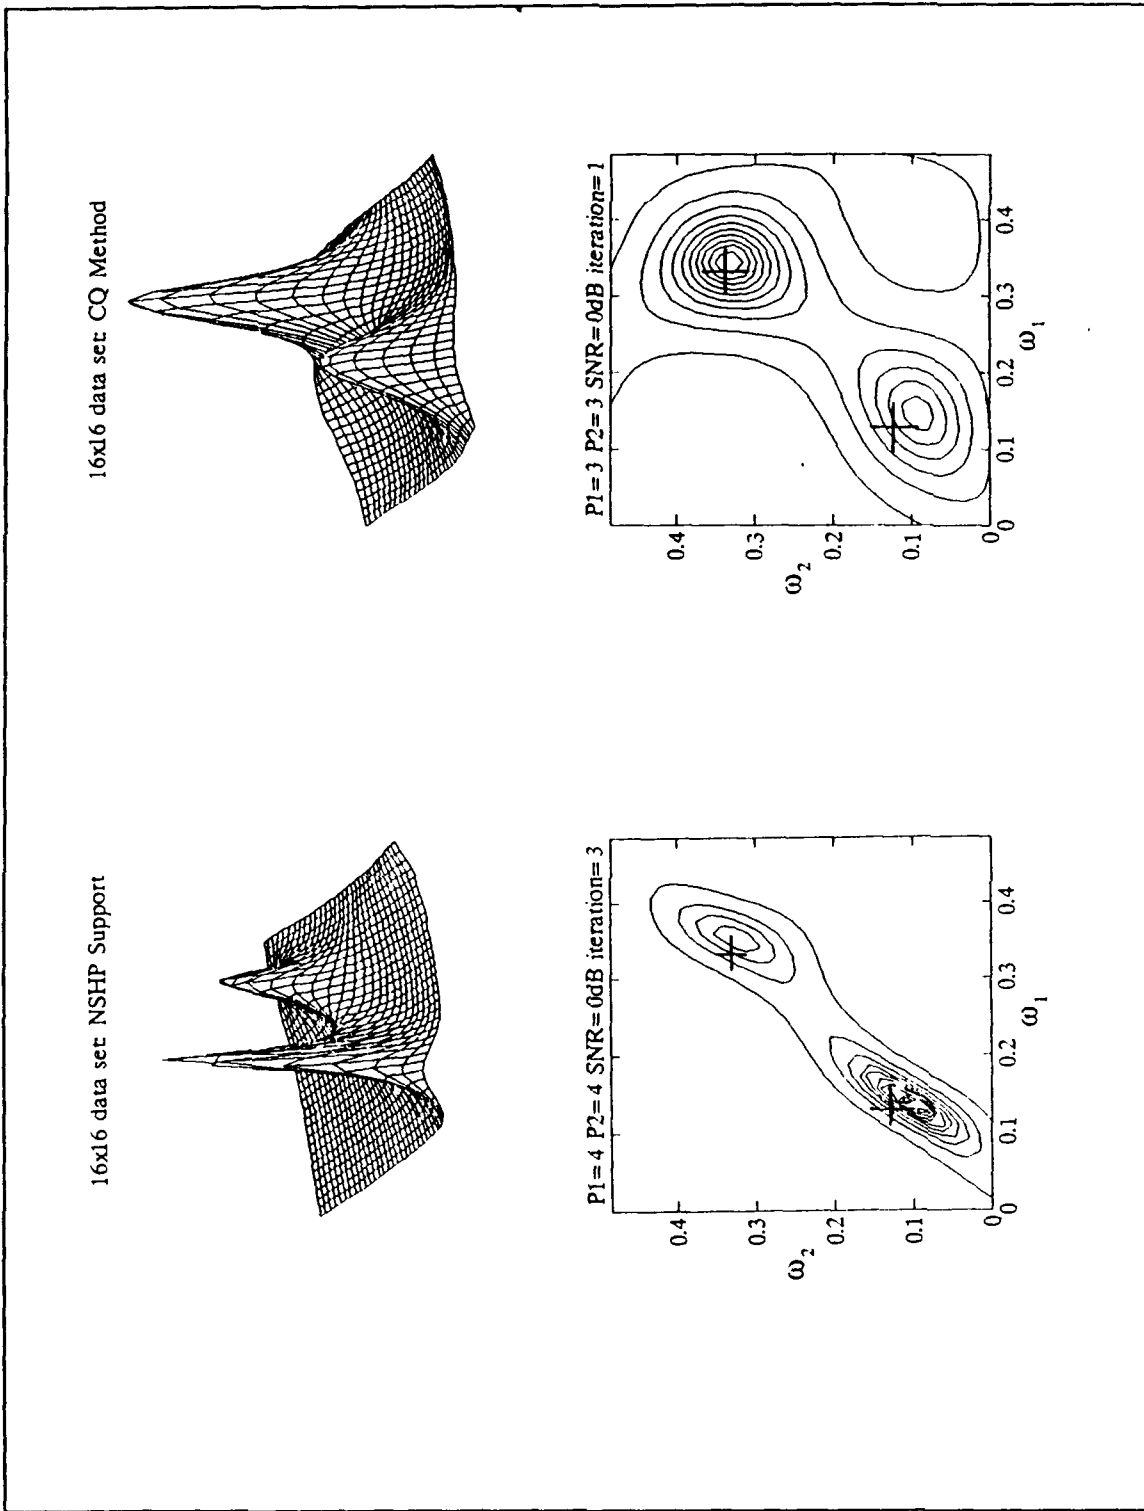 16x16 data set: NSHP Support
16x16 data set: CQ Method
P1= 4 P2= 4 SNR= 0dB iteration= 3
0.4
0.3
0.2
0.1
0
ω2
0
0.1
0.2
0.3
0.4
ω1
P1= 3 P2= 3 SNR= 0dB iteration= 1
0.4
0.3
0.2
0.1
0
ω2
0
0.1
0.2
0.3
0.4
ω1